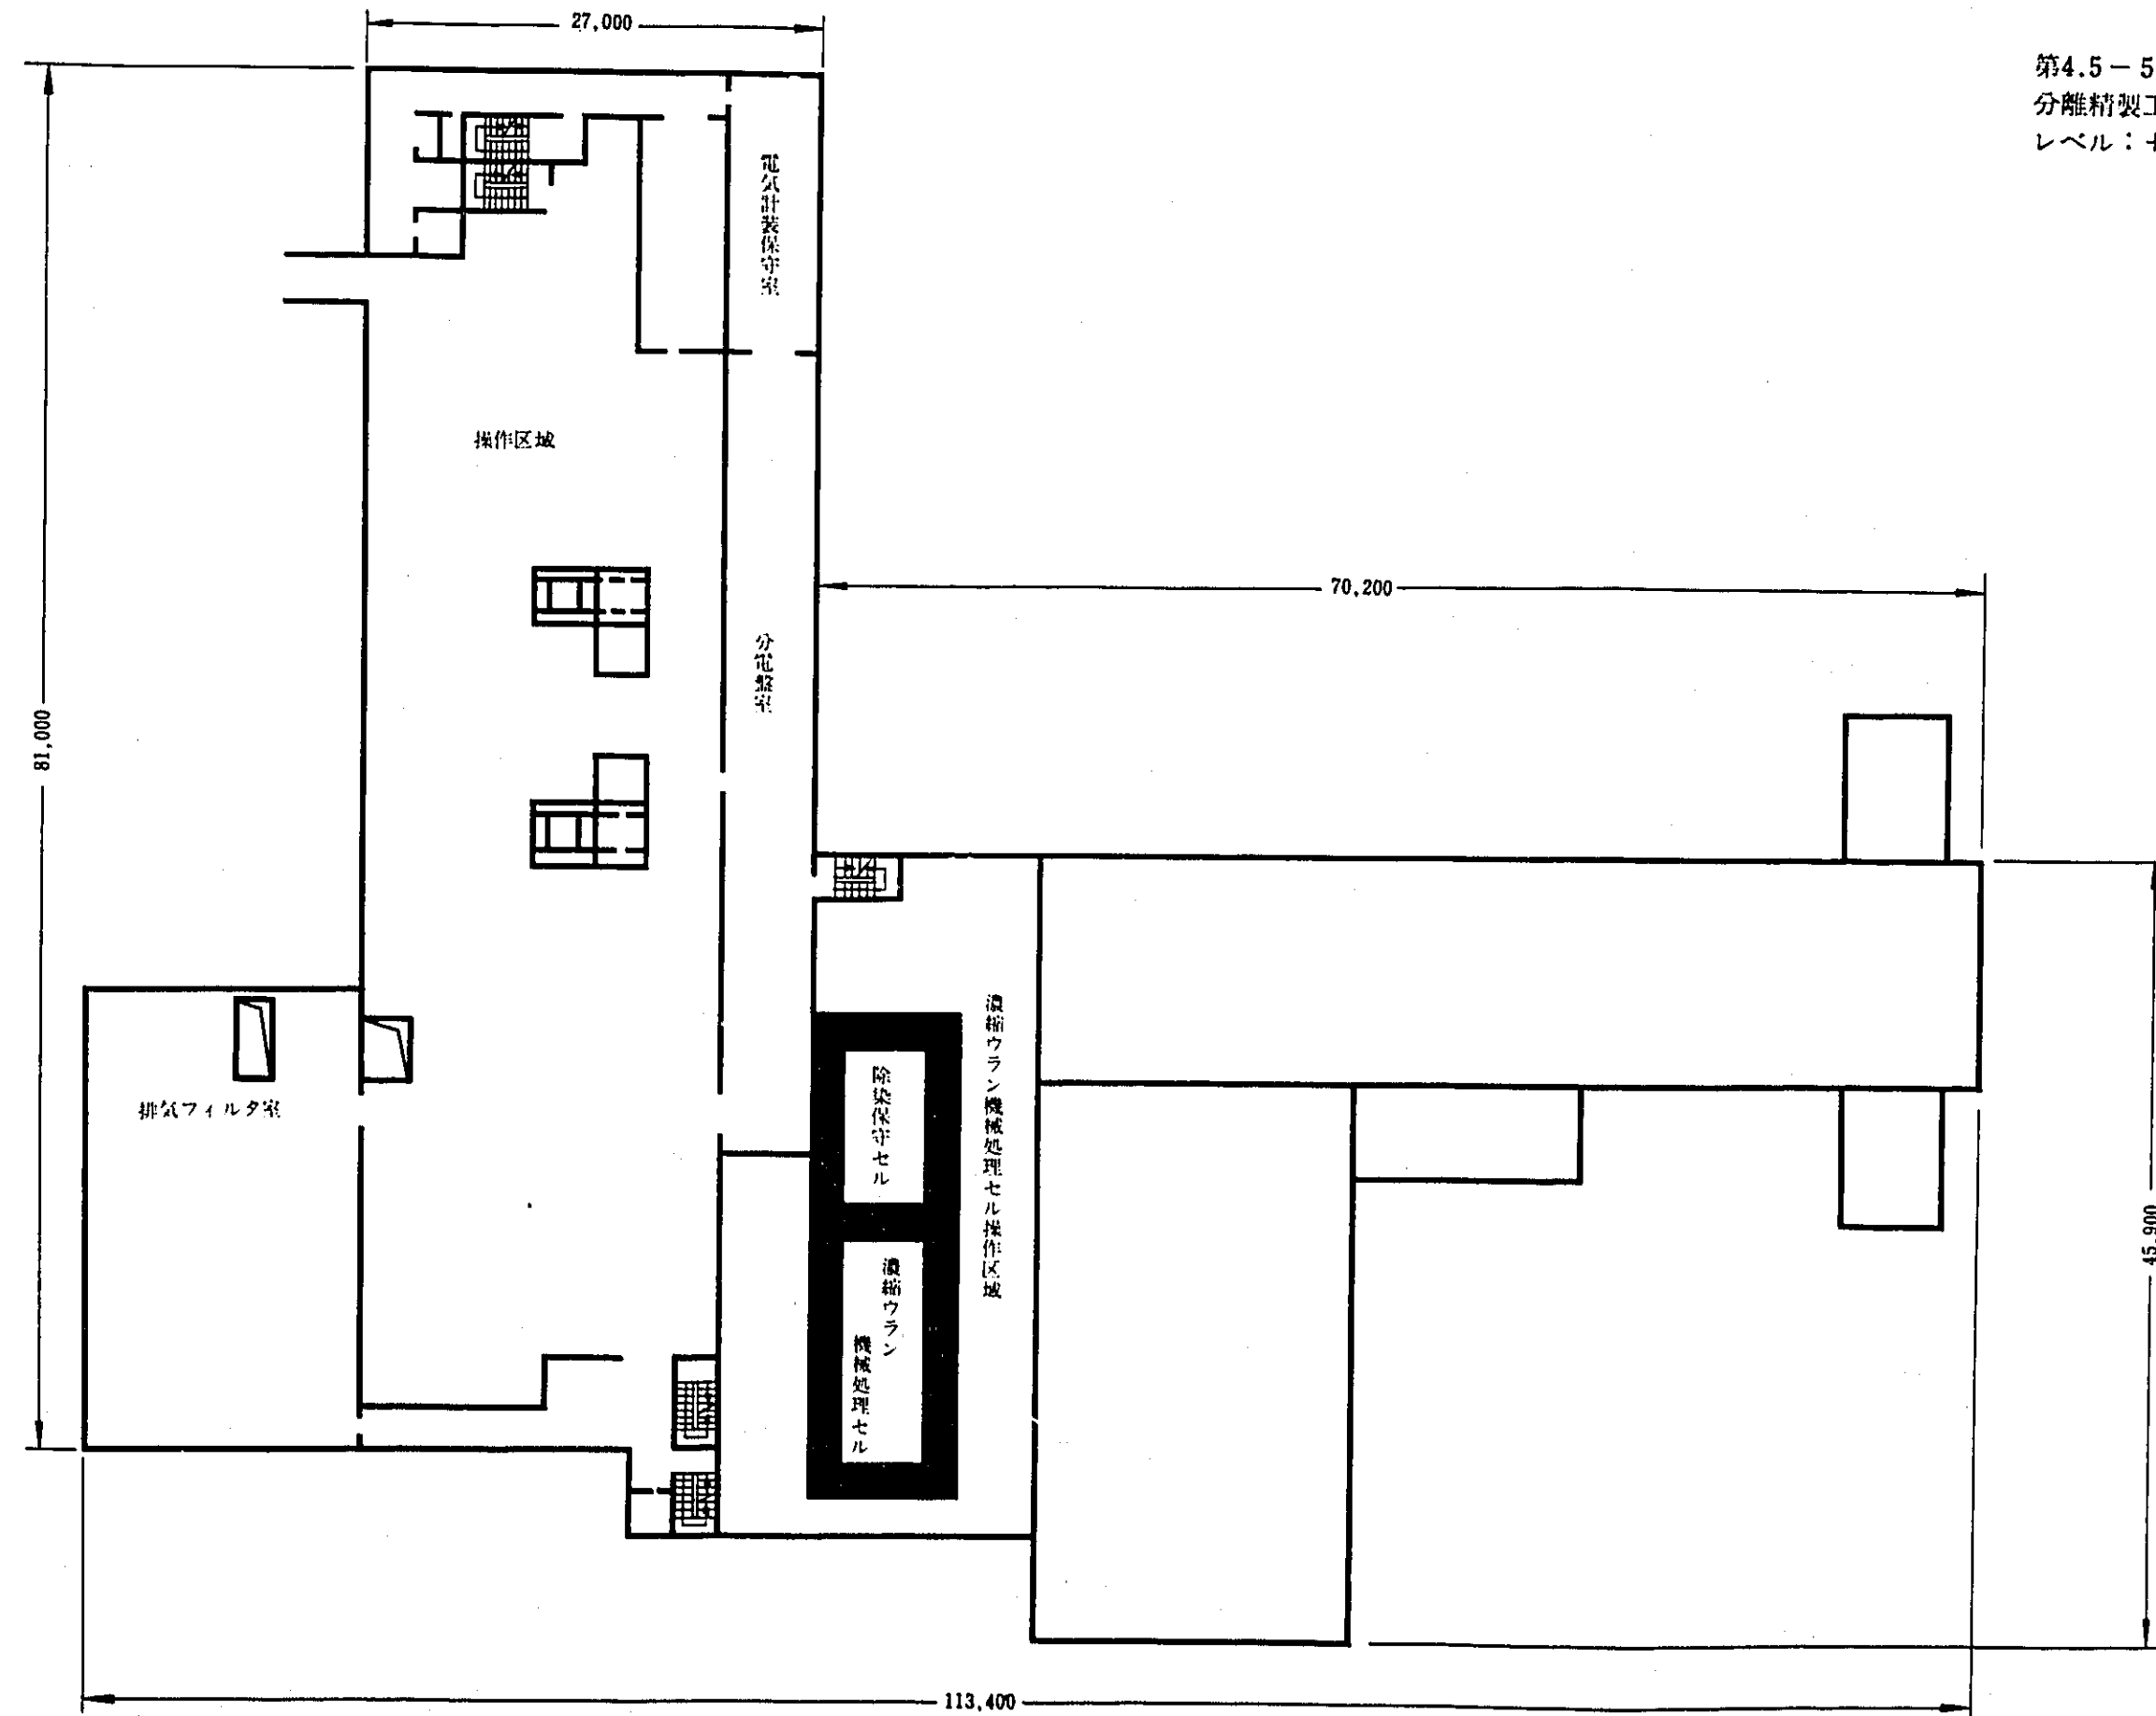 27,000
第4.5－5
分離精製工
レベル：+
電気計装保守室
操作区域
70,200
分電盤室
81,000
濃縮ウラン機械処理セル操作区域
除染保守セル
排気フィルタ室
45,900
濃縮ウラン
機械処理セル
113,400